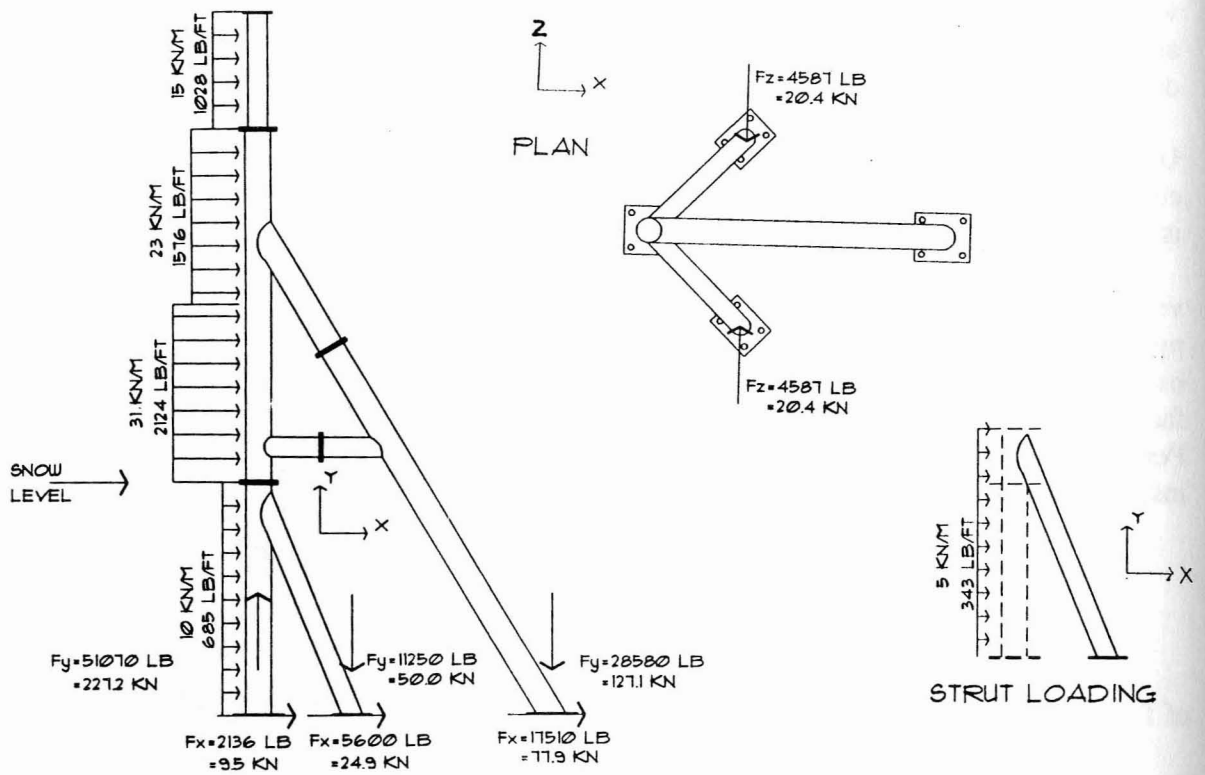 15 KN/M
1028 LB/FT
23 KN/M
1576 LB/FT
31 KN/M
2124 LB/FT
SNOW
LEVEL
10 KN/M
685 LB/FT
Y
X
Fy=51070 LB
=227.2 KN
Fy=11250 LB
=50.0 KN
Fy=28580 LB
=127.1 KN
Fx=2136 LB
=9.5 KN
Fx=5600 LB
=24.9 KN
Fx=17510 LB
=77.9 KN
Z
X
PLAN
Fz=4587 LB
=20.4 KN
Fz=4587 LB
=20.4 KN
5 KN/M
343 LB/FT
Y
X
STRUT LOADING